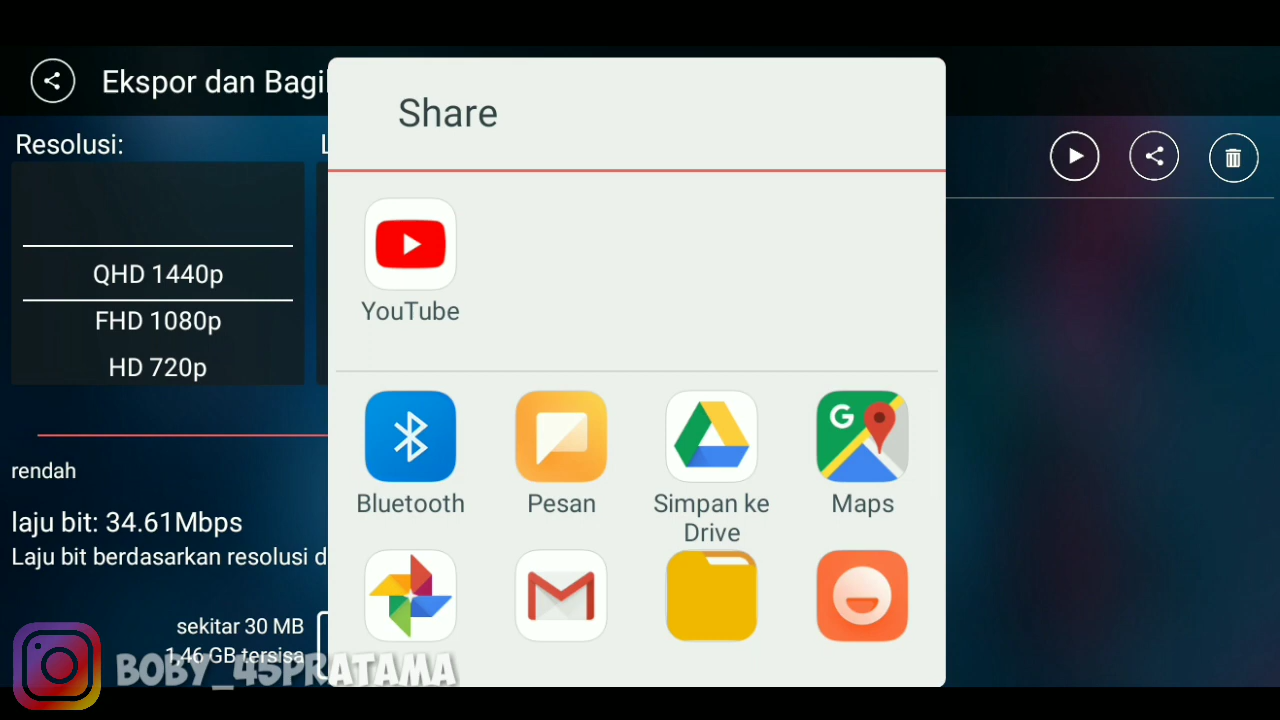 Ekspor dan Bagi
Share
Resolusi:
QHD 1440p
FHD 1080p
HD 720p
YouTube
Bluetooth
Pesan
Simpan ke
Drive
Maps
rendah
laju bit: 34.61Mbps
Laju bit berdasarkan resolusi d
sekitar 30 MB
1,46 GB tersisa
BOBY_45PRATAMA